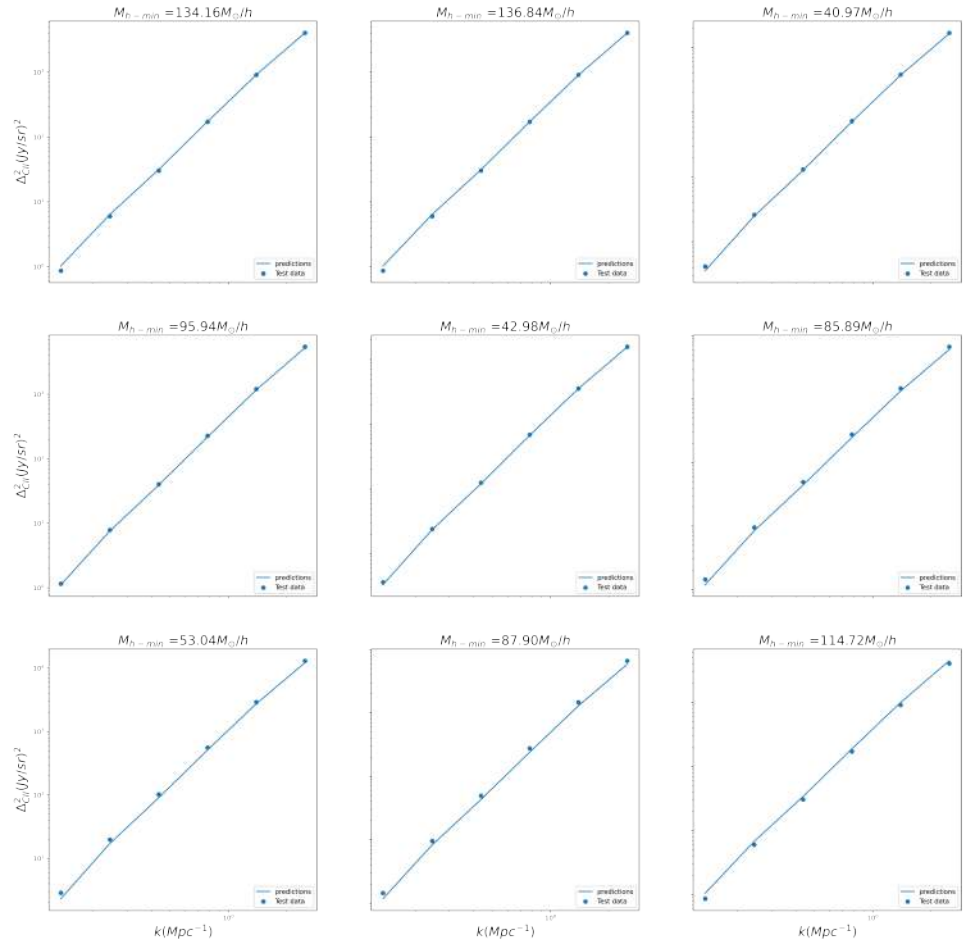 M_{h-min} =134.16M_⊙/h
M_{h-min} =136.84M_⊙/h
M_{h-min} =40.97M_⊙/h
Δ²_{CII}(Jy/sr)²
predictions
Test data
predictions
Test data
predictions
Test data
M_{h-min} =95.94M_⊙/h
M_{h-min} =42.98M_⊙/h
M_{h-min} =85.89M_⊙/h
Δ²_{CII}(Jy/sr)²
predictions
Test data
predictions
Test data
predictions
Test data
M_{h-min} =53.04M_⊙/h
M_{h-min} =87.90M_⊙/h
M_{h-min} =114.72M_⊙/h
Δ²_{CII}(Jy/sr)²
predictions
Test data
predictions
Test data
predictions
Test data
k(Mpc⁻¹)
k(Mpc⁻¹)
k(Mpc⁻¹)